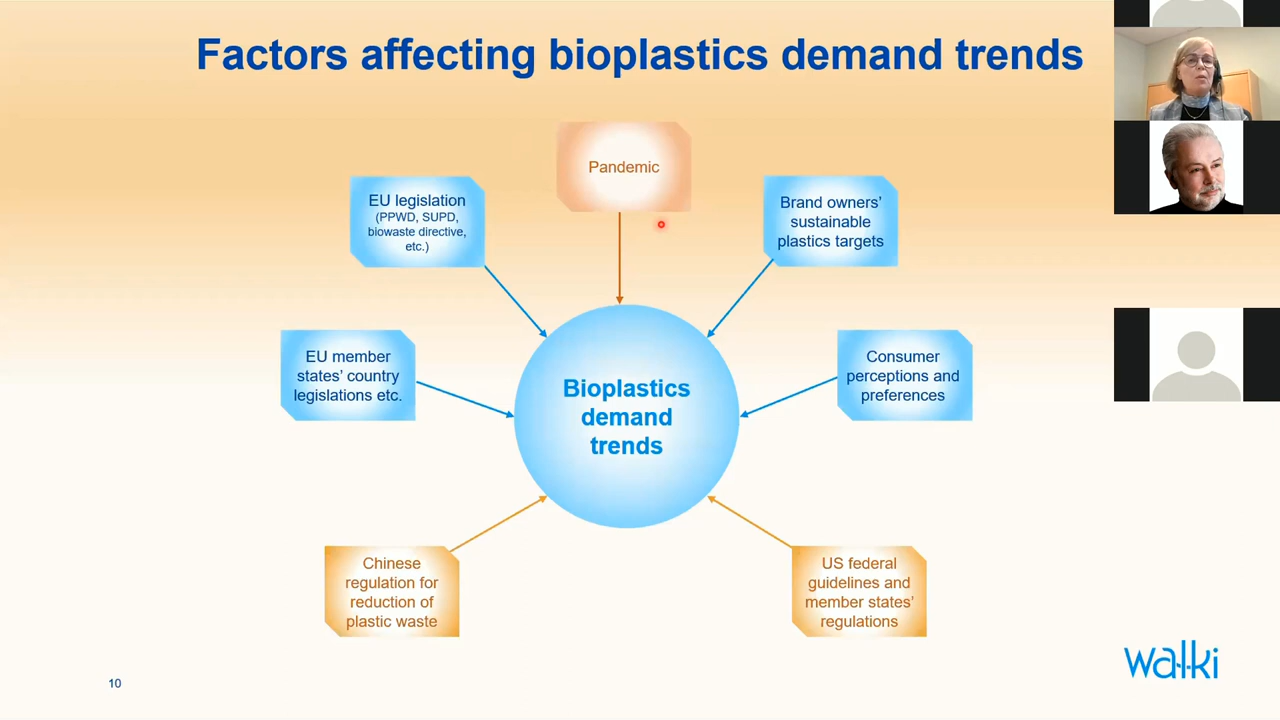 Factors affecting bioplastics demand trends
Pandemic
EU legislation
(PPWD, SUPD,
biowaste directive,
etc.)
Brand owners’
sustainable
plastics targets
EU member
states’ country
legislations etc.
Consumer
perceptions and
preferences
Bioplastics
demand
trends
Chinese
regulation for
reduction of
plastic waste
US federal
guidelines and
member states’
regulations
walki
10